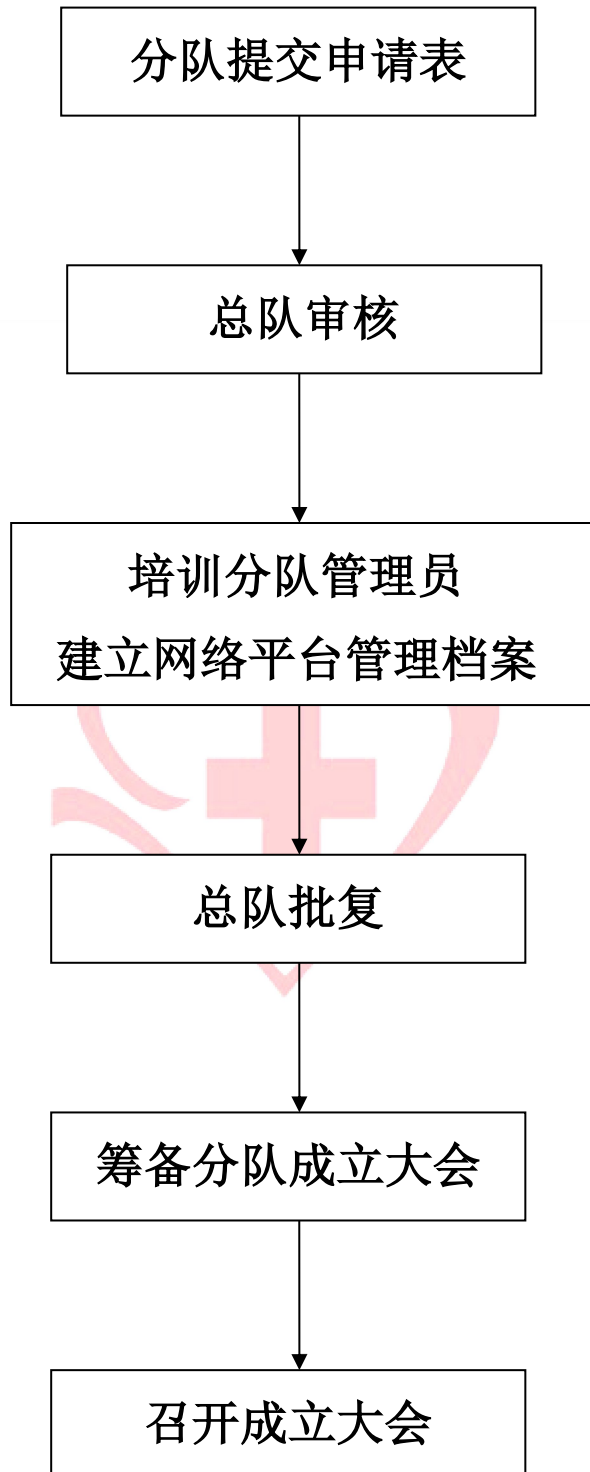 分队提交申请表
总队审核
培训分队管理员
建立网络平台管理档案
总队批复
筹备分队成立大会
召开成立大会